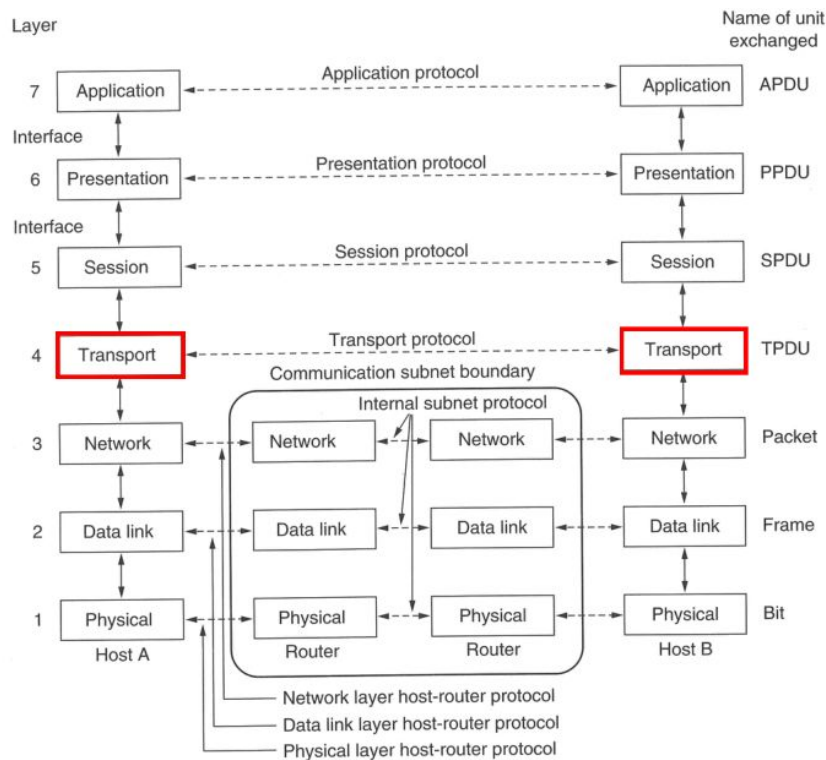 Layer
Name of unit
exchanged
7
Application
Application protocol
Application
APDU
Interface
6
Presentation
Presentation protocol
Presentation
PPDU
Interface
5
Session
Session protocol
Session
SPDU
4
Transport
Transport protocol
Transport
TPDU
Communication subnet boundary
Internal subnet protocol
3
Network
Network
Network
Network
Packet
2
Data link
Data link
Data link
Data link
Frame
1
Physical
Physical
Physical
Physical
Bit
Host A
Router
Router
Host B
Network layer host-router protocol
Data link layer host-router protocol
Physical layer host-router protocol